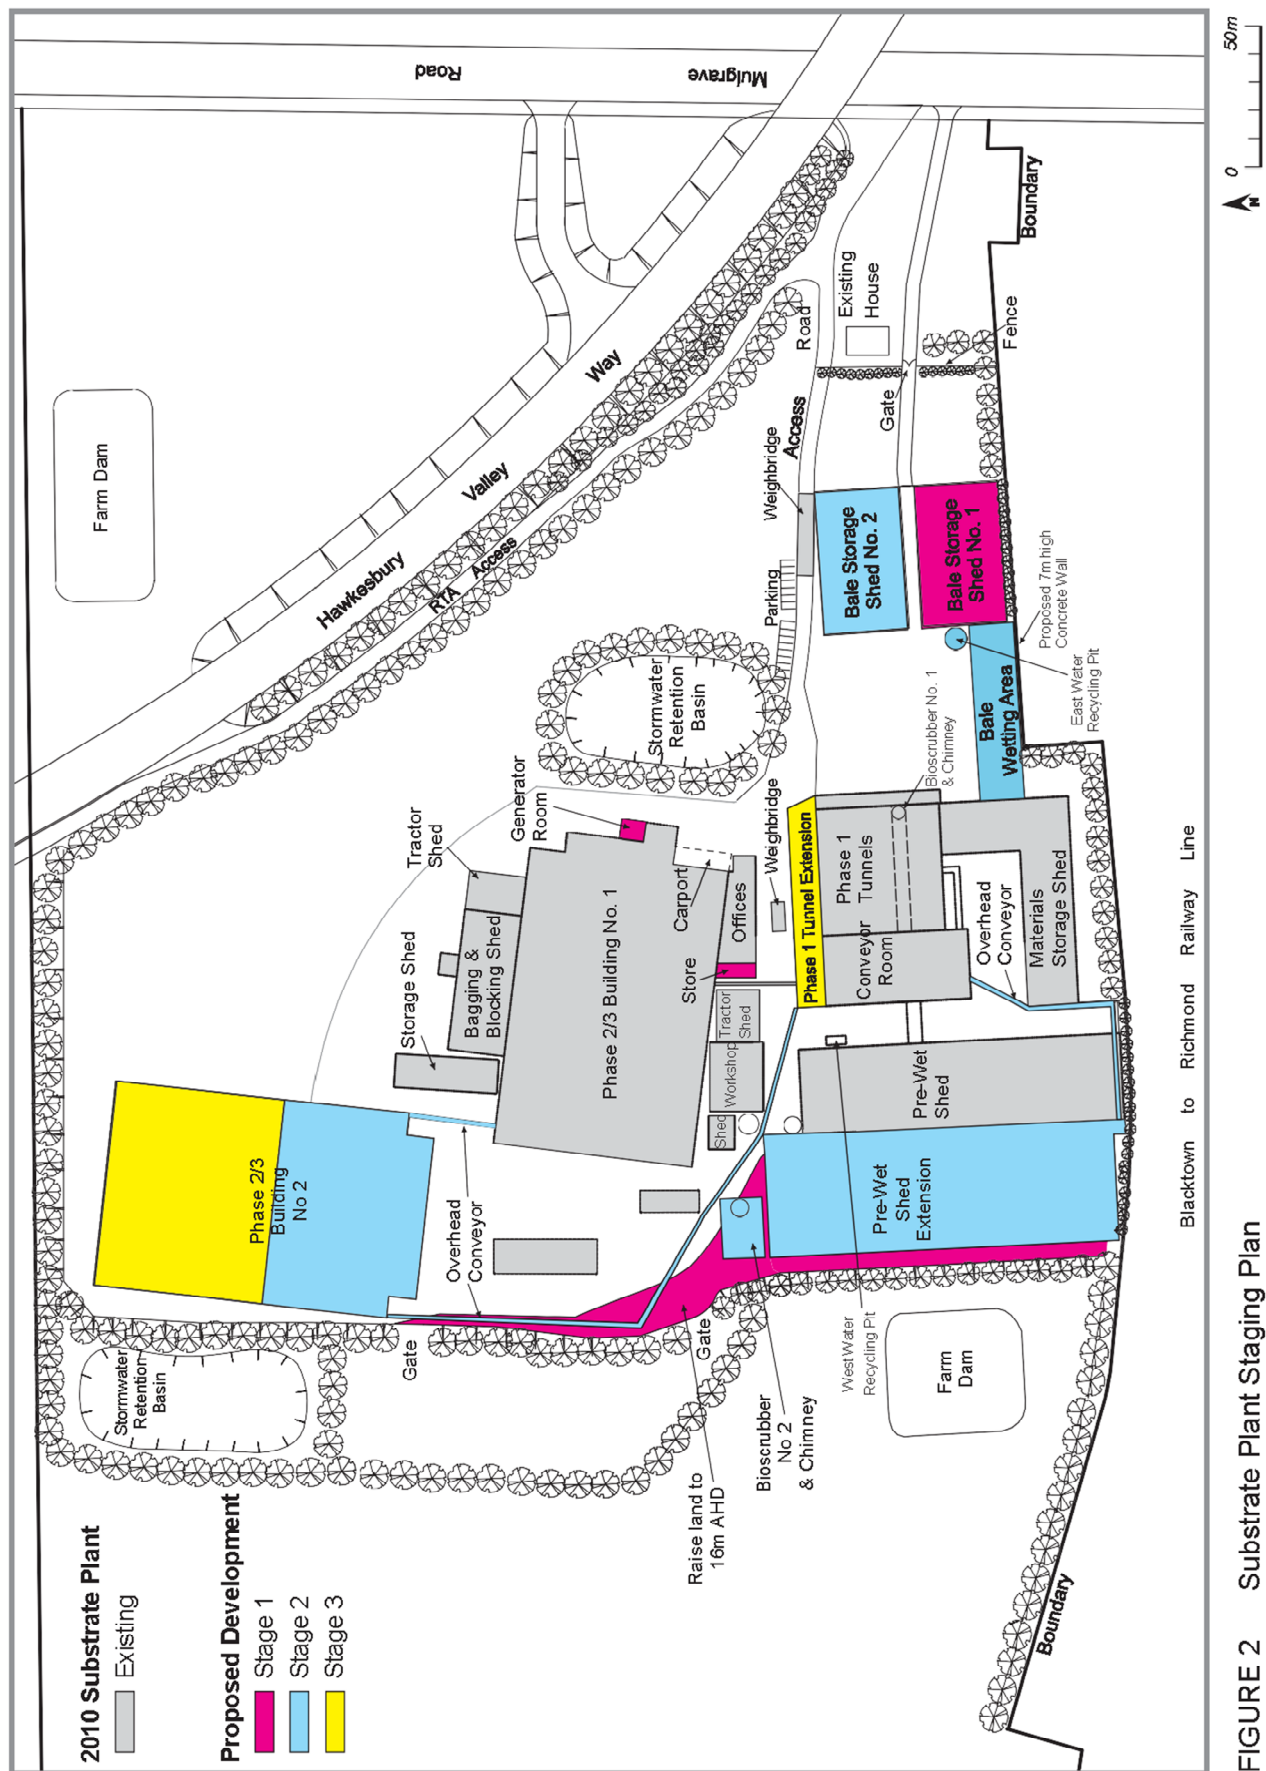 2010 Substrate Plant
Existing
Proposed Development
Stage 1
Stage 2
Stage 3
Stormwater
Retention
Basin
Gate
Phase 2/3
Building
No 2
Overhead
Conveyor
Storage Shed
Bagging &
Blocking Shed
Tractor
Shed
Generator
Room
Phase 2/3 Building No. 1
Carport
Offices
Store
Tractor
Shed
Workshop
Shed
Weighbridge
Stormwater
Retention
Basin
Farm Dam
Hawkesbury
Valley
Way
RTA
Access
Mulgrave
Road
Parking
Weighbridge
Access
Road
Existing
House
Gate
Fence
Boundary
Bale Storage
Shed No. 2
Bale Storage
Shed No. 1
Proposed 7m high
Concrete Wall
East Water
Recycling Pit
Bale
Wetting Area
Bioscrubber No. 1
& Chimney
Phase 1 Tunnel Extension
Phase 1
Tunnels
Conveyor
Room
Overhead
Conveyor
Materials
Storage Shed
Pre-Wet
Shed
Pre-Wet
Shed
Extension
West Water
Recycling Pit
Gate
Raise land to
16m AHD
Bioscrubber
No 2
& Chimney
Farm
Dam
Boundary
Blacktown to Richmond Railway Line
N
0
50m
FIGURE 2 Substrate Plant Staging Plan